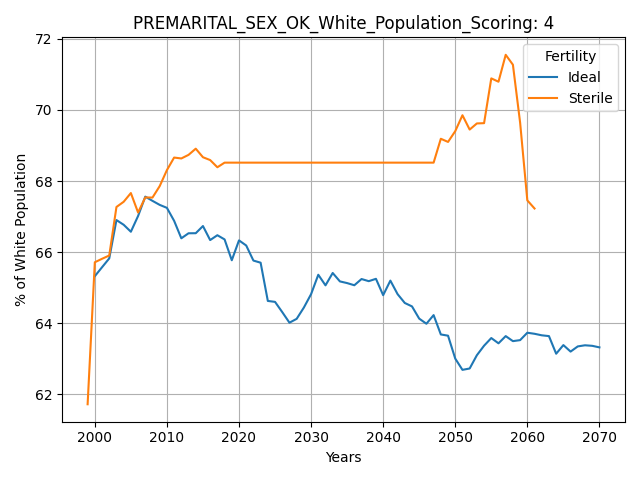 PREMARITAL_SEX_OK_White_Population_Scoring: 4
72
70
68
66
64
62
% of White Population
Fertility
Ideal
Sterile
2000 2010 2020 2030 2040 2050 2060 2070
Years